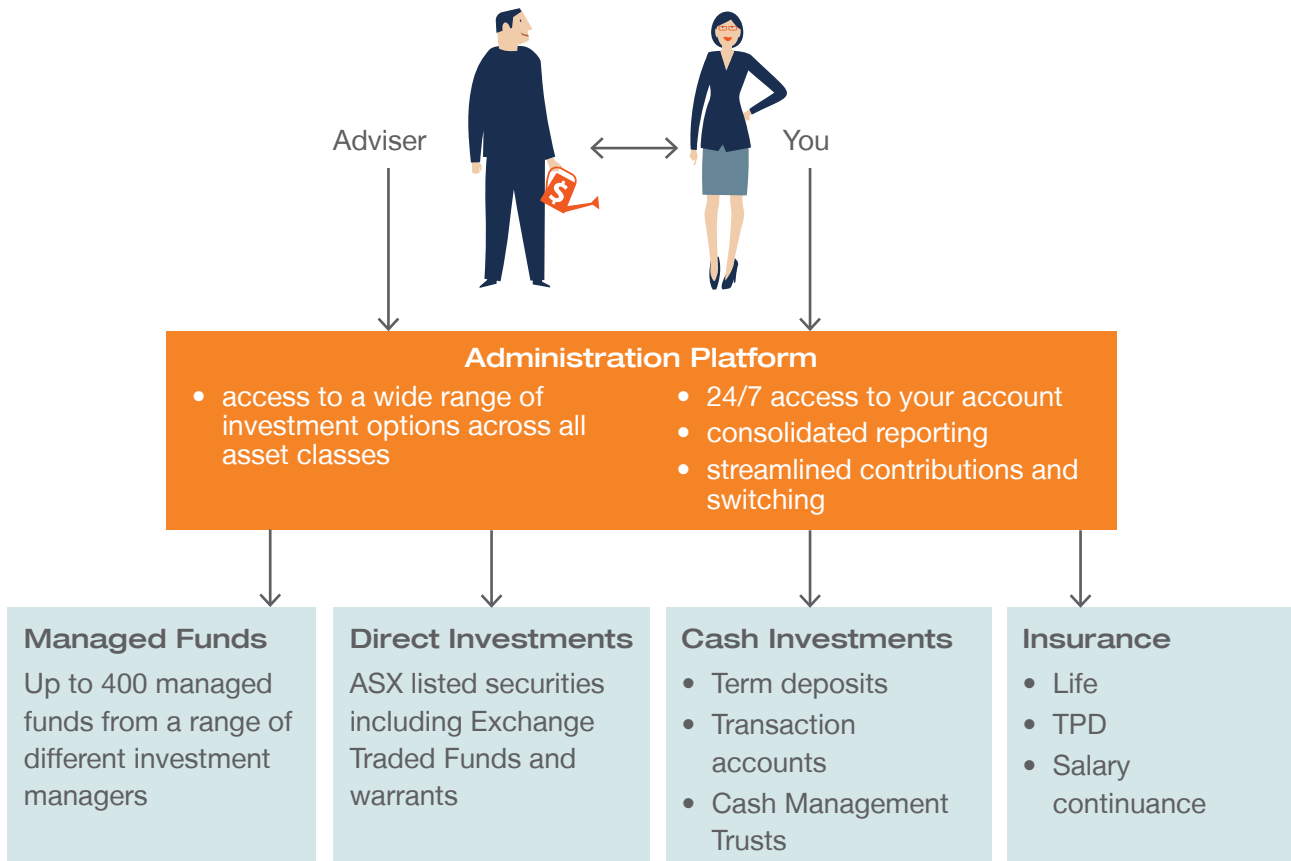 Adviser
You
$
Administration Platform
• access to a wide range of
investment options across all
asset classes
• 24/7 access to your account
• consolidated reporting
• streamlined contributions and
switching
Managed Funds
Up to 400 managed
funds from a range of
different investment
managers
Direct Investments
ASX listed securities
including Exchange
Traded Funds and
warrants
Cash Investments
• Term deposits
• Transaction
accounts
• Cash Management
Trusts
Insurance
• Life
• TPD
• Salary
continuance